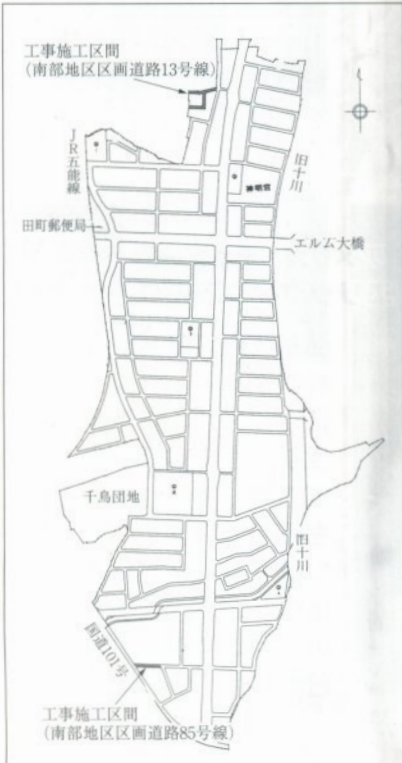 工事施工区間
(南部地区区画道路13号線)
JR五能線
旧十川
神明宮
田町郵便局
エルム大橋
千鳥団地
旧十川
国道101号
工事施工区間
(南部地区区画道路85号線)